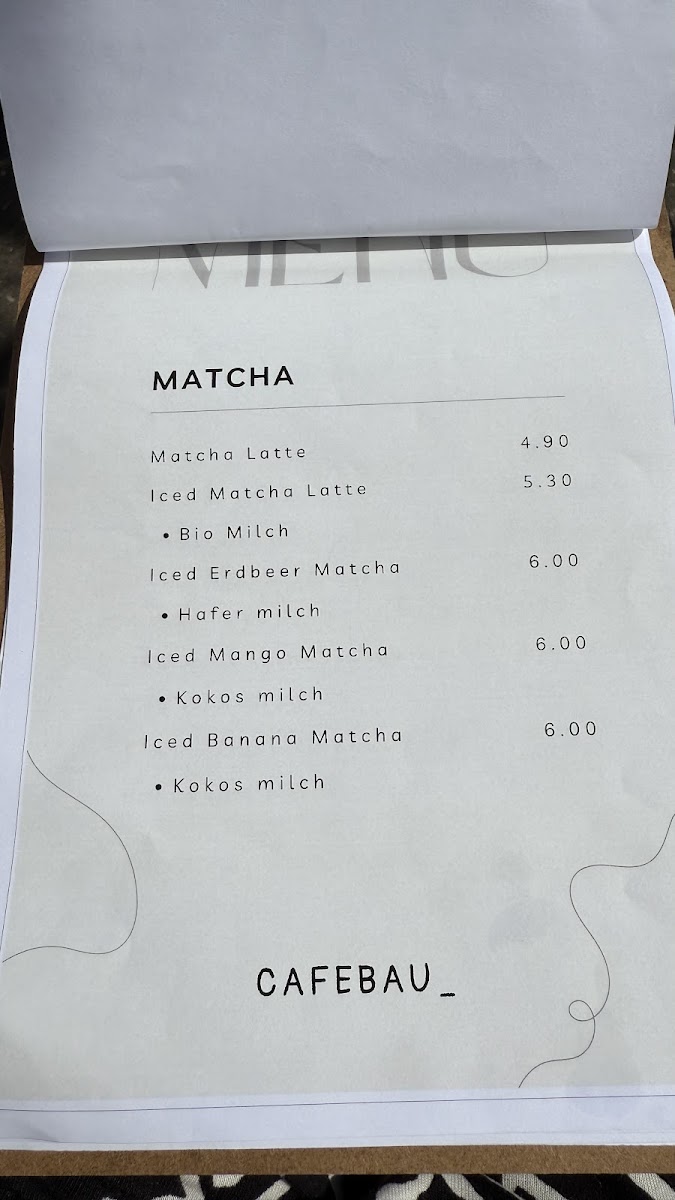 MENU
MATCHA
Matcha Latte 4.90
Iced Matcha Latte 5.30
• Bio Milch
Iced Erdbeer Matcha 6.00
• Hafer milch
Iced Mango Matcha 6.00
• Kokos milch
Iced Banana Matcha 6.00
• Kokos milch
CAFEBAU_